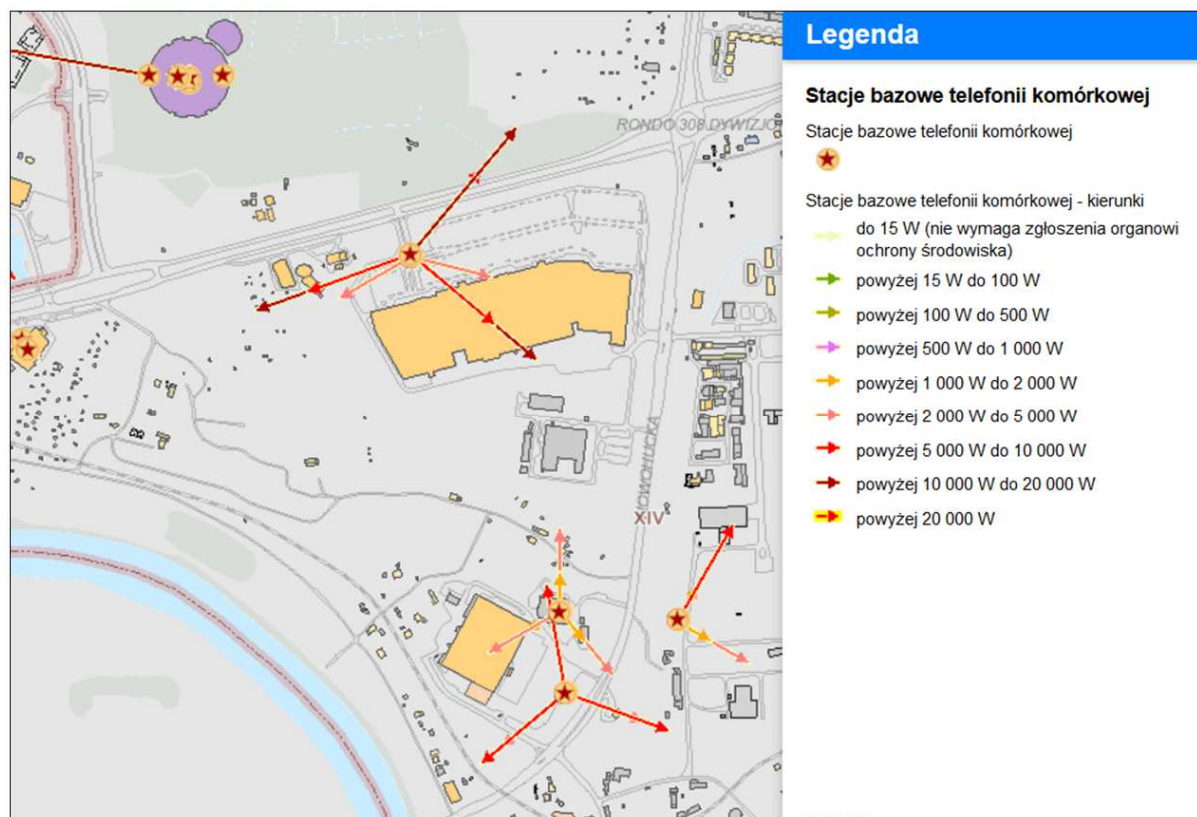 Legenda
RONDO 308.DYWIZJO
Stacje bazowe telefonii komórkowej
Stacje bazowe telefonii komórkowej
Stacje bazowe telefonii komórkowej - kierunki
do 15 W (nie wymaga zgłoszenia organowi
ochrony środowiska)
powyżej 15 W do 100 W
powyżej 100 W do 500 W
powyżej 500 W do 1 000 W
powyżej 1 000 W do 2 000 W
powyżej 2 000 W do 5 000 W
powyżej 5 000 W do 10 000 W
powyżej 10 000 W do 20 000 W
powyżej 20 000 W
NOWOHUCKA
XIV